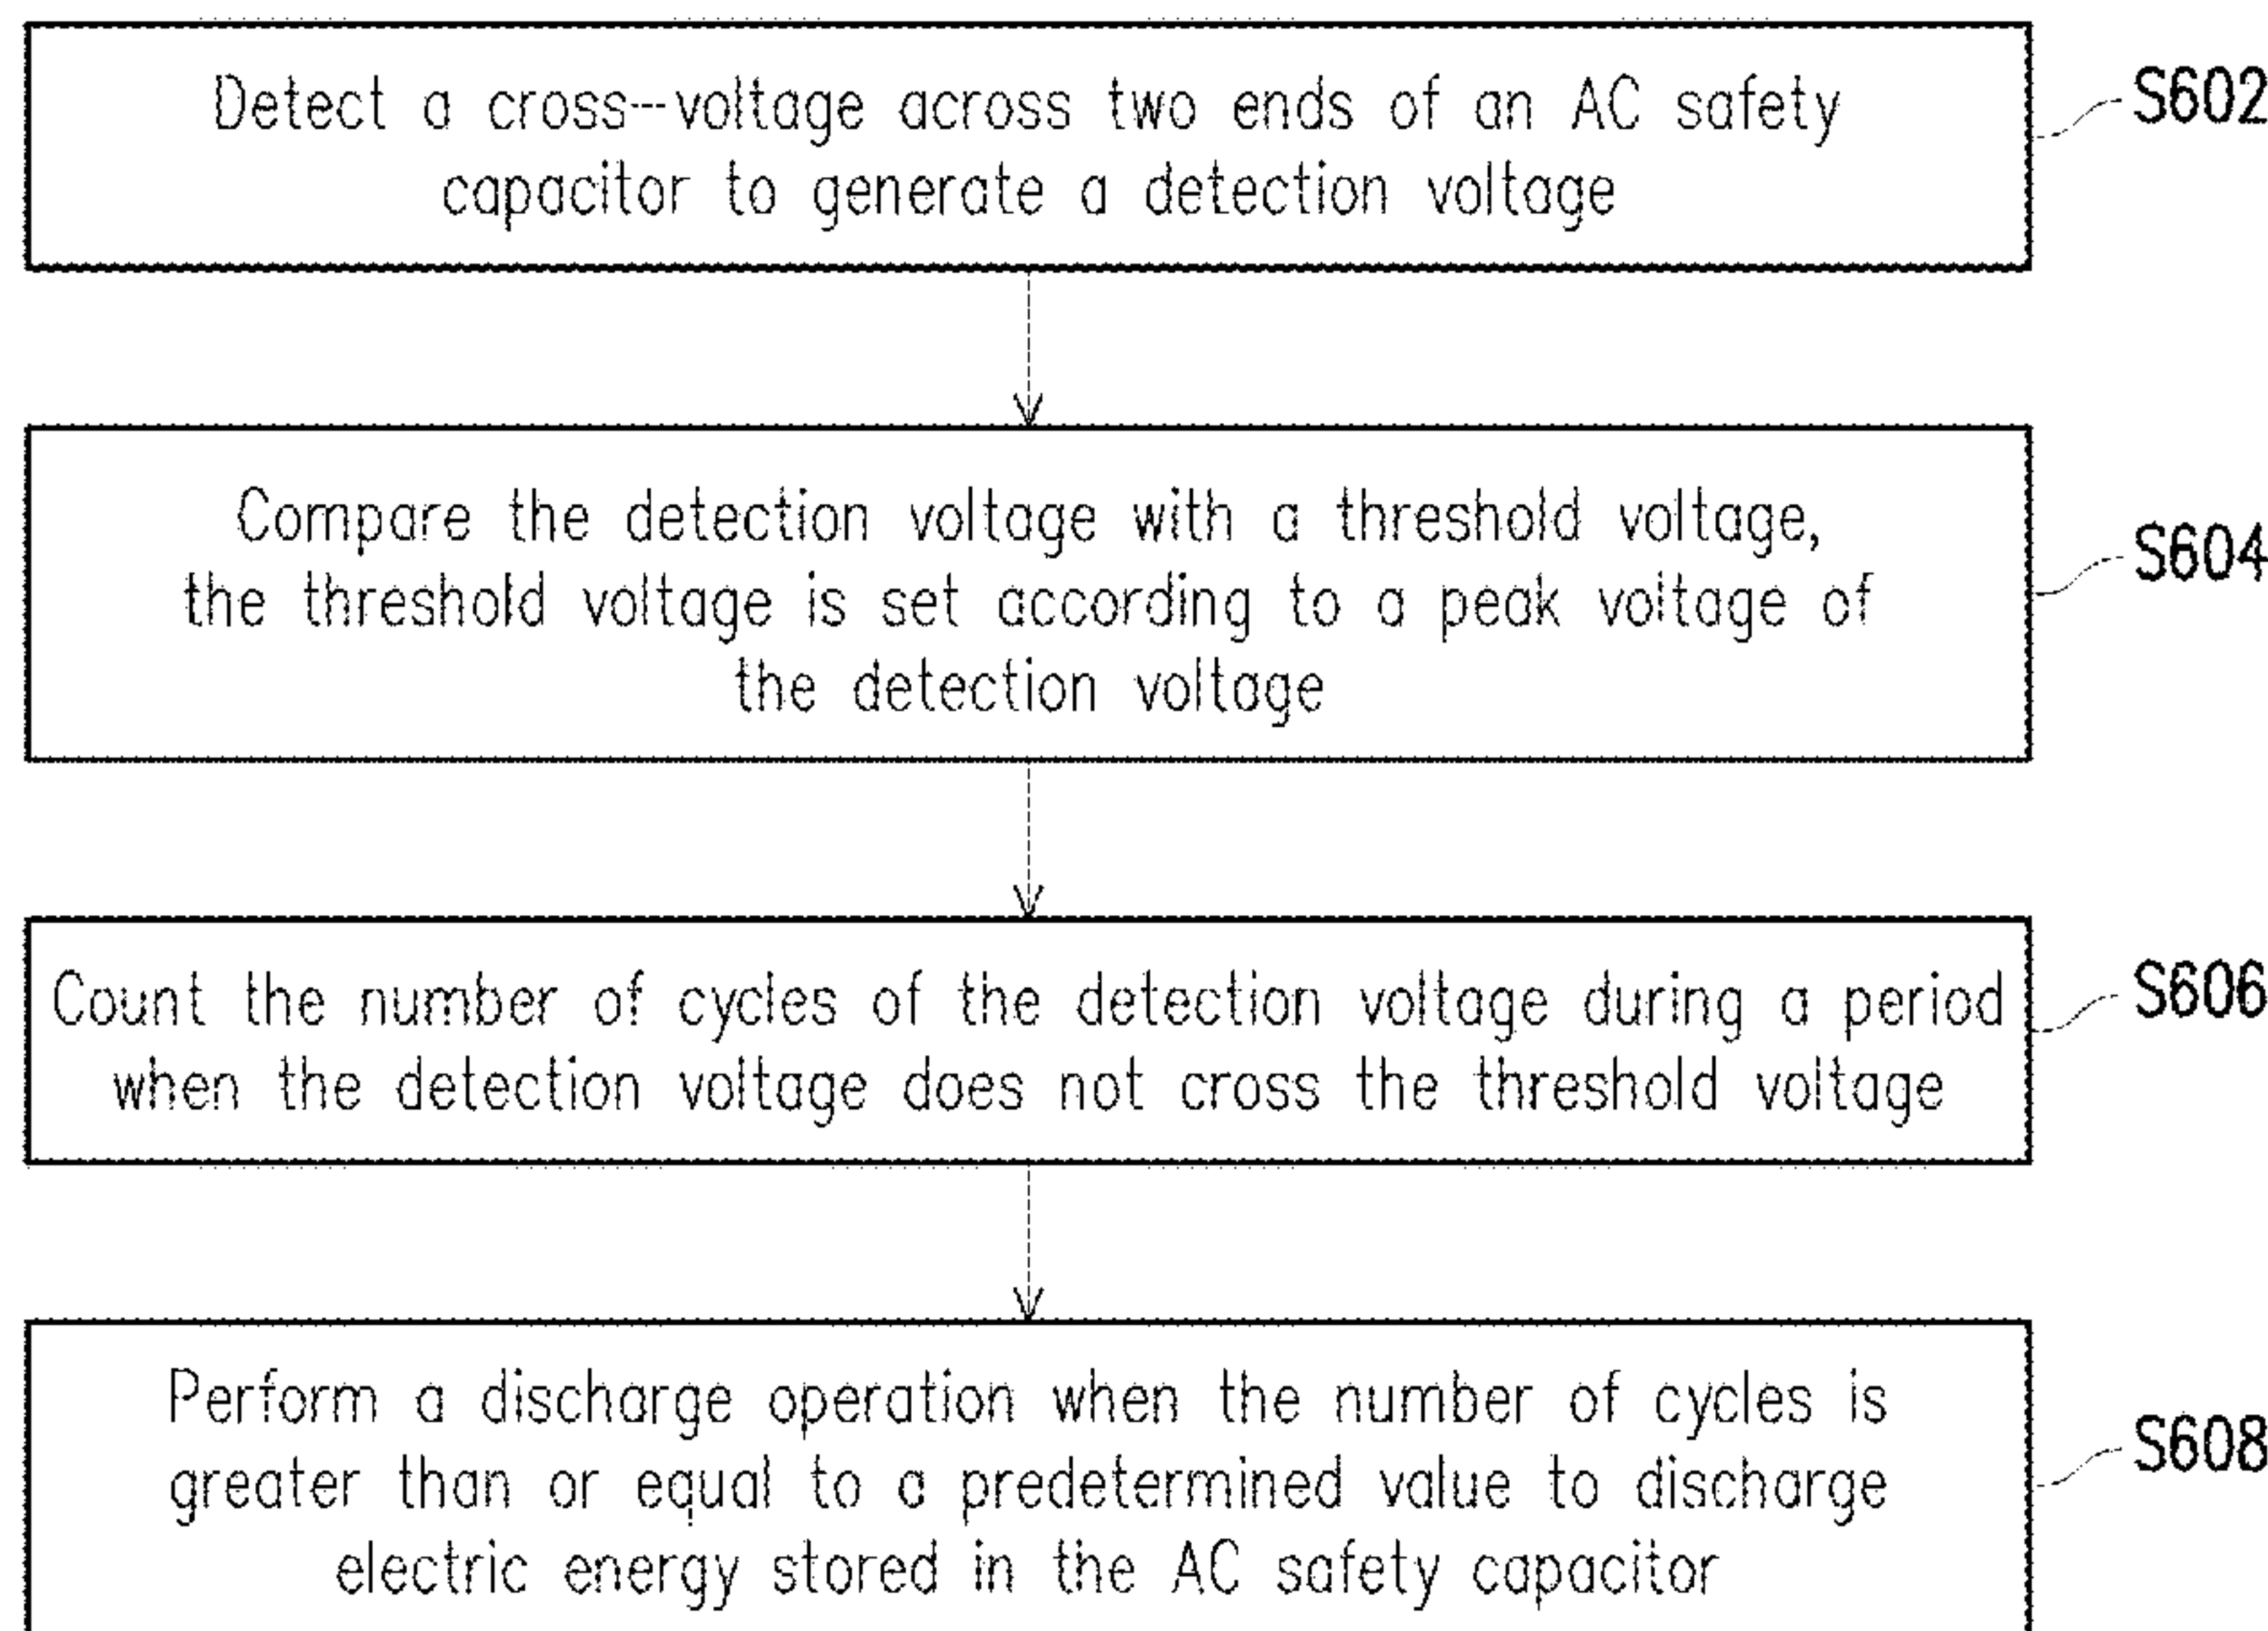 Detect a cross-voltage across two ends of an AC safety
capacitor to generate a detection voltage
S602
Compare the detection voltage with a threshold voltage,
the threshold voltage is set according to a peak voltage of
the detection voltage
S604
Count the number of cycles of the detection voltage during a period
when the detection voltage does not cross the threshold voltage
S606
Perform a discharge operation when the number of cycles is
greater than or equal to a predetermined value to discharge
electric energy stored in the AC safety capacitor
S608